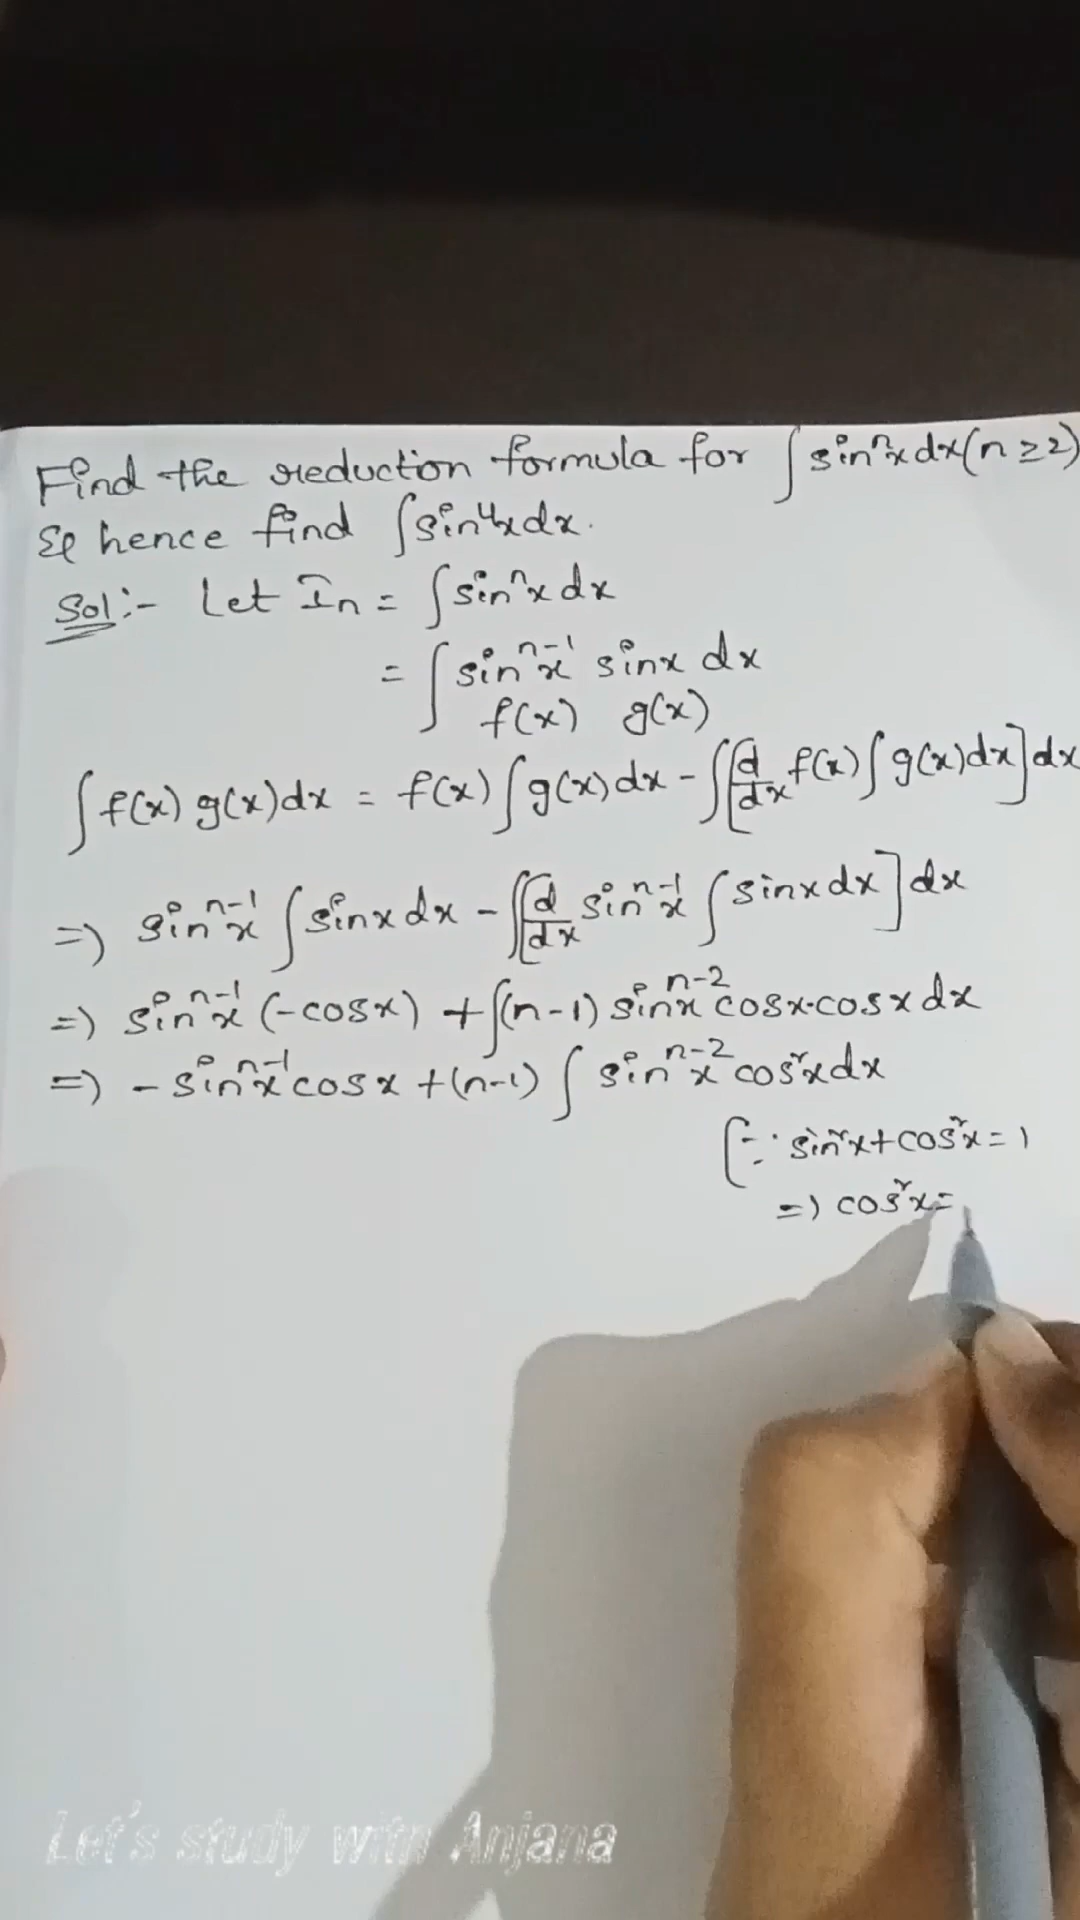 Find the reduction formula for ∫ sinⁿx dx (n ≥ 2)
& hence find ∫ sin⁴x dx.
Sol:- Let Iₙ = ∫ sinⁿx dx
= ∫ sinⁿ⁻¹x sinx dx
f(x) g(x)
∫ f(x) g(x) dx = f(x) ∫ g(x) dx - ∫[d/dx f(x) ∫ g(x) dx] dx
=> sinⁿ⁻¹x ∫ sinx dx - ∫[d/dx sinⁿ⁻¹x ∫ sinx dx] dx
=> sinⁿ⁻¹x (-cosx) + ∫(n-1) sinⁿ⁻²x cosx·cosx dx
=> -sinⁿ⁻¹x cosx + (n-1) ∫ sinⁿ⁻²x cos²x dx
(∵ sin²x + cos²x = 1
=> cos²x =
Let's study with Anjana